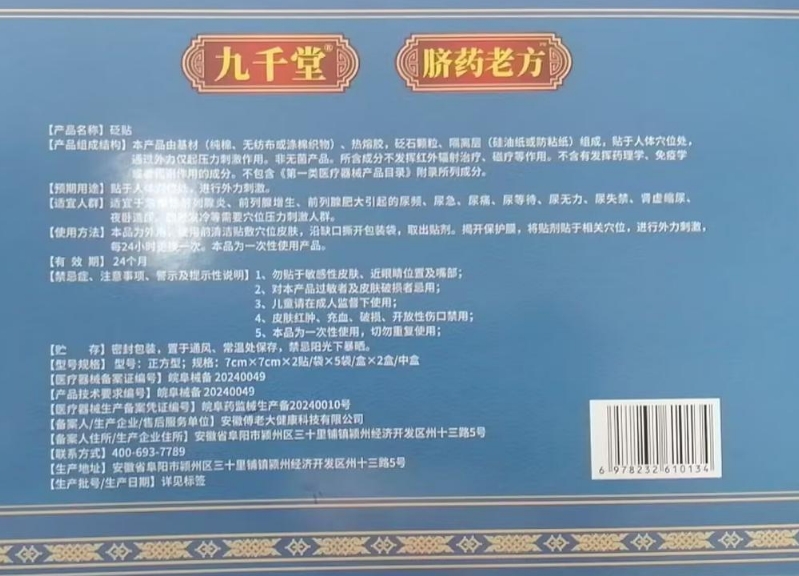 九千堂®
脐药老方™
【产品名称】砭贴
【产品组成结构】本产品由基材（纯棉、无纺布或涤棉织物）、热熔胶，砭石颗粒，隔离层（硅油纸或防粘纸）组成，贴于人体穴位处，
通过外力仅起压力刺激作用。非无菌产品。所含成分不发挥红外辐射治疗、磁疗等作用。不含有发挥药理学、免疫学
或者代谢作用的成分。不包含《第一类医疗器械产品目录》附录所列成分。
【预期用途】贴于人体穴位处，进行外力刺激。
【适宜人群】适宜于 前列腺炎、前列腺增生、前列腺肥大引起的尿频、尿急、尿痛、尿等待、尿无力、尿失禁、肾虚缩尿、
夜卧 发冷等需要穴位压力刺激人群。
【使用方法】本品为外用，使用前清洁贴敷穴位皮肤，沿缺口撕开包装袋，取出贴剂。揭开保护膜，将贴剂贴于相关穴位，进行外力刺激，
每24小时更换一次。本品为一次性使用产品。
【有 效 期】24个月
【禁忌症、注意事项、警示及提示性说明】1、勿贴于敏感性皮肤、近眼睛位置及嘴部；
2、对本产品过敏者及皮肤破损者忌用；
3、儿童请在成人监督下使用；
4、皮肤红肿、充血、破损、开放性伤口禁用；
5、本品为一次性使用，切勿重复使用；
【贮 存】密封包装，置于通风、常温处保存，禁忌阳光下暴晒。
【型号规格】型号：正方型；规格：7cm×7cm×2贴/袋×5袋/盒×2盒/中盒
【医疗器械备案证编号】皖阜械备20240049
【产品技术要求编号】皖阜械备20240049
【医疗器械生产备案凭证编号】皖阜药监械生产备20240010号
【备案人/生产企业/售后服务单位】安徽傅老大健康科技有限公司
【备案人住所/生产企业住所】安徽省阜阳市颍州区三十里铺镇颍州经济开发区州十三路5号
【联系方式】400-693-7789
【生产地址】安徽省阜阳市颍州区三十里铺镇颍州经济开发区州十三路5号
【生产批号/生产日期】详见标签
6 978232 610134